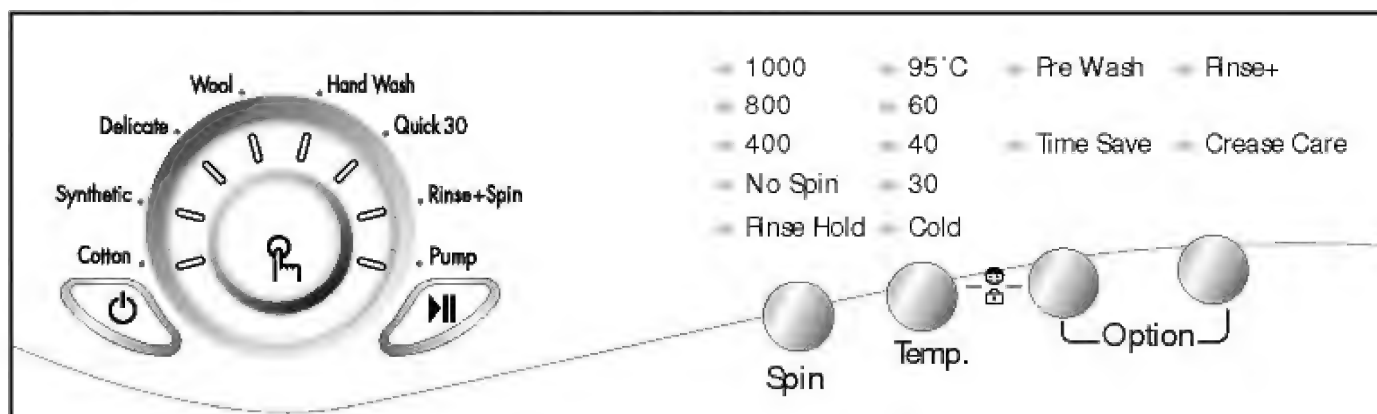 Wool
Hand Wash
Delicate
Quick 30
Synthetic
Rinse+Spin
Cotton
Pump
1000
800
400
No Spin
Rinse Hold
95°C
60
40
30
Cold
Pre Wash
Rinse+
Time Save
Crease Care
Spin
Temp.
Option